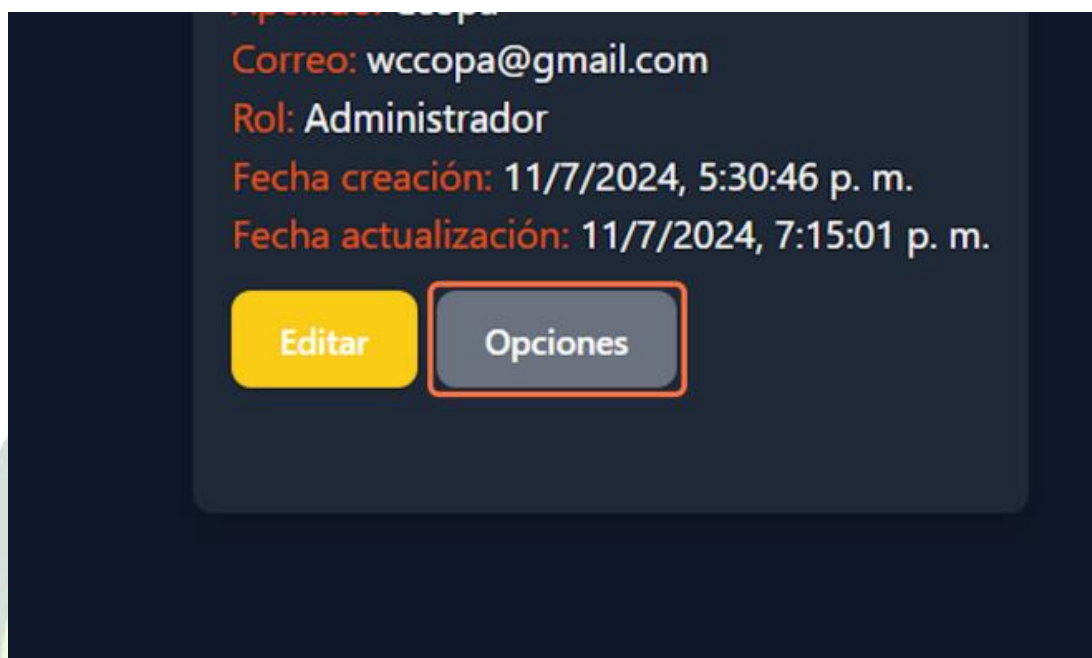 Correo: wccopa@gmail.com
Rol: Administrador
Fecha creación: 11/7/2024, 5:30:46 p. m.
Fecha actualización: 11/7/2024, 7:15:01 p. m.
Editar Opciones